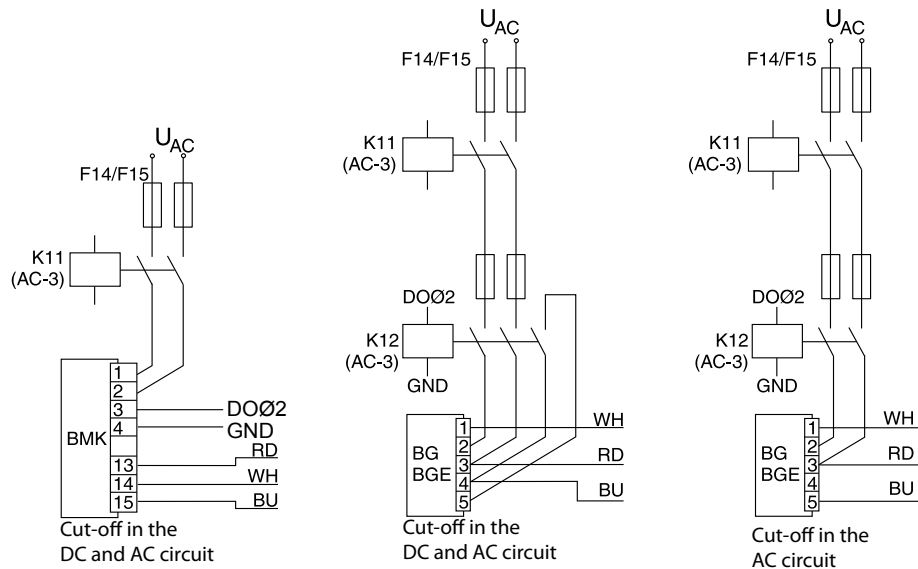 UAC
F14/F15
K11
(AC-3)
1
2
3
4
13
14
15
BMK
DOØ2
GND
RD
WH
BU
Cut-off in the
DC and AC circuit
UAC
F14/F15
K11
(AC-3)
DOØ2
K12
(AC-3)
GND
BG
BGE
1
2
3
4
5
WH
RD
BU
Cut-off in the
DC and AC circuit
UAC
F14/F15
K11
(AC-3)
DOØ2
K12
(AC-3)
GND
BG
BGE
1
2
3
4
5
WH
RD
BU
Cut-off in the
AC circuit